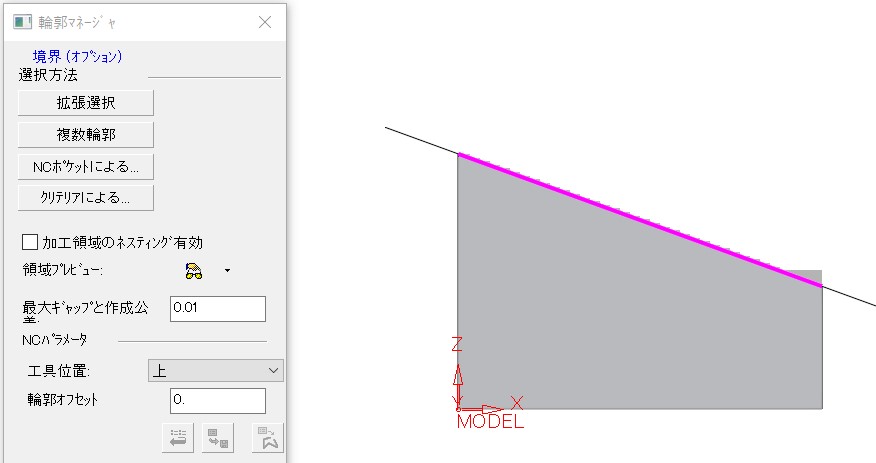 輪郭ﾏﾈｰｼﾞｬ
境界 (ｵﾌﾟｼｮﾝ)
選択方法
拡張選択
複数輪郭
NCﾎﾟｹｯﾄによる...
ｸﾘﾃﾘｱによる...
加工領域のﾈｽﾃｨﾝｸﾞ有効
領域ﾌﾟﾚﾋﾞｭｰ:
最大ｷﾞｬｯﾌﾟと作成公差:
0.01
NCﾊﾟﾗﾒｰﾀ
工具位置:
上
輪郭ｵﾌｾｯﾄ
0.
Z
Y
X
MODEL